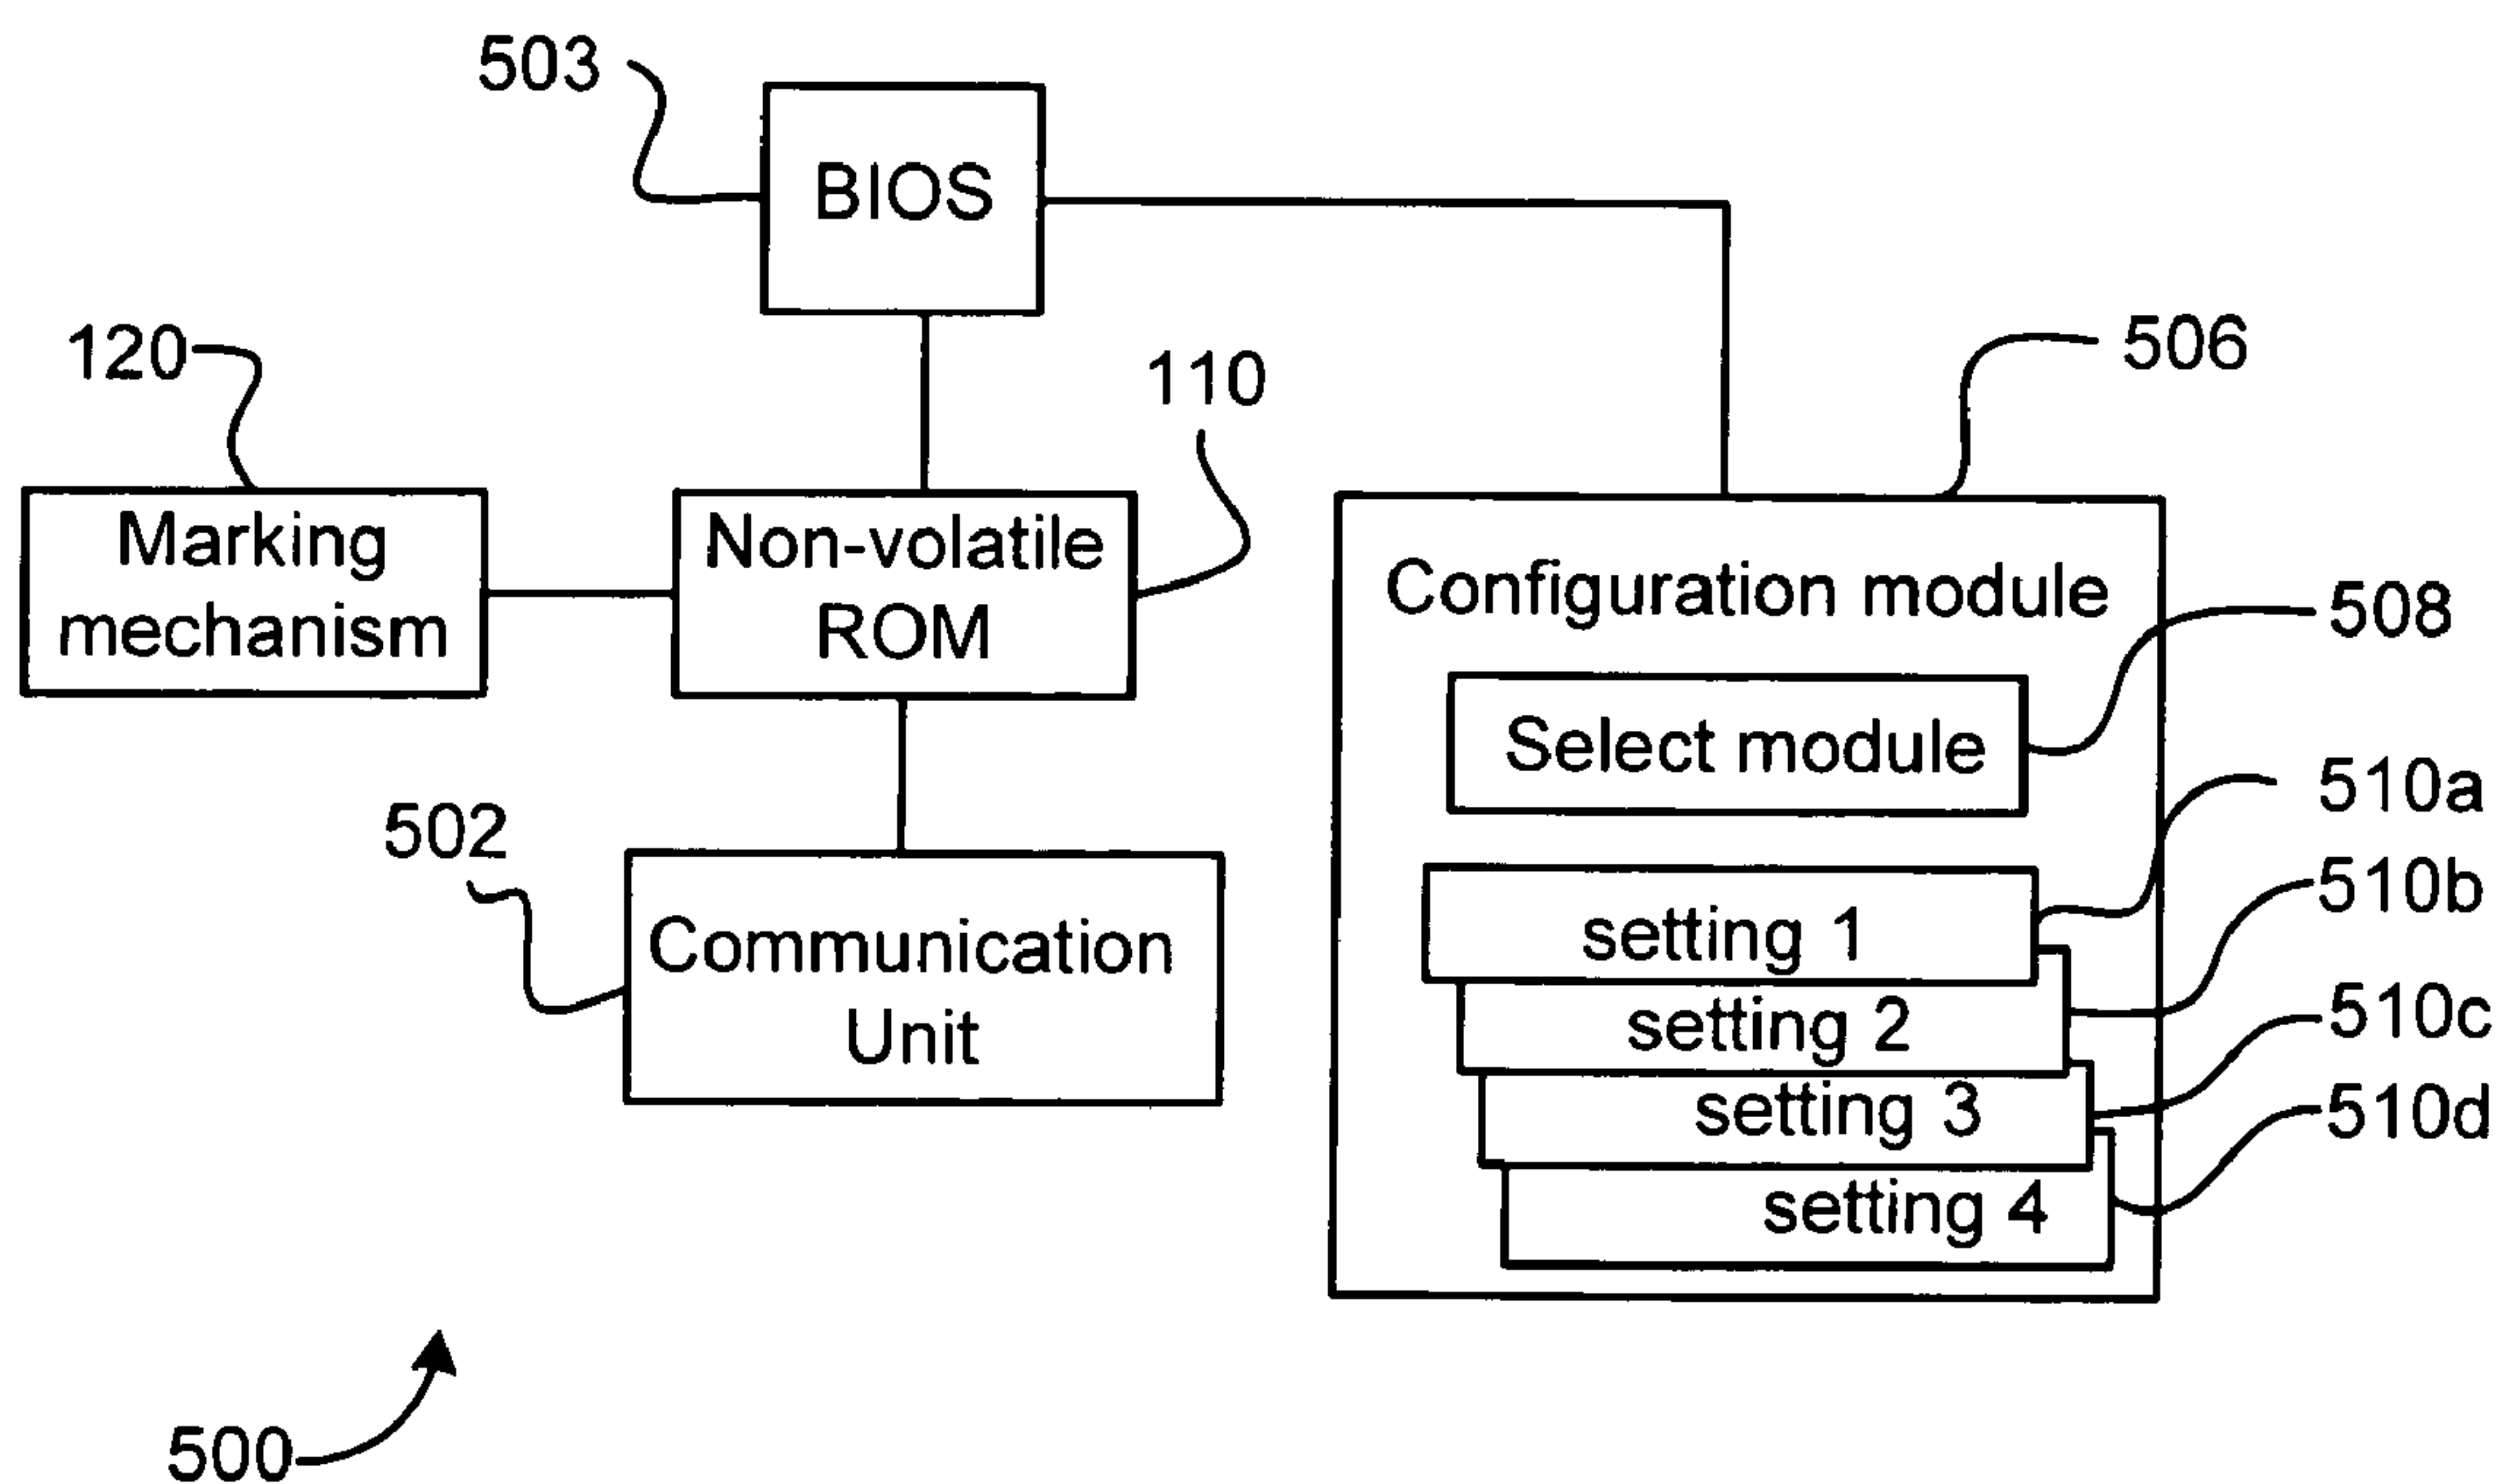 503
BIOS
120
110
506
Marking
mechanism
Non-volatile
ROM
Configuration module
508
Select module
510a
502
510b
Communication
Unit
setting 1
510c
setting 2
510d
setting 3
setting 4
500